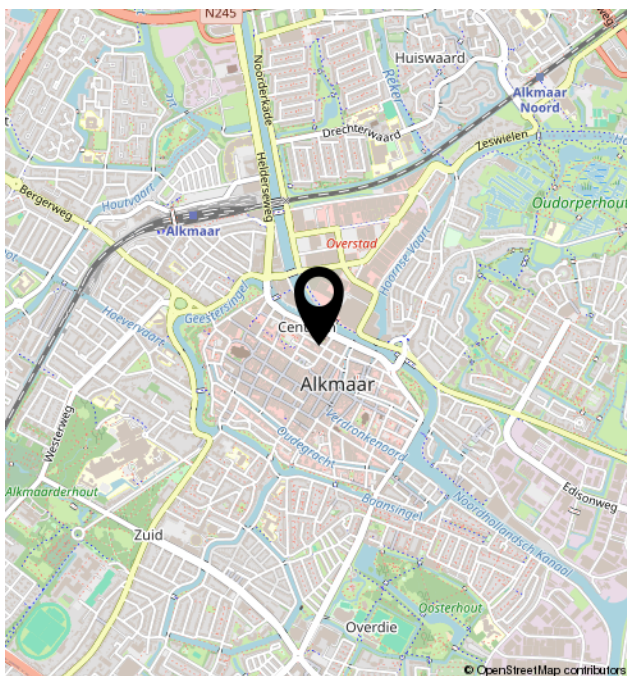 N245
Huiswaard
Noorderkade
Réker
Alkmaar
Noord
Drechterwaard
Zeswielen
Helderseweg
Houtvaart
Bergerweg
Oudorperhout
Alkmaar
Overstad
Hoornse Vaart
Geestersingel
Hoevervaart
Alkmaar
Westerweg
Verdronkenoord
Oudegracht
Noordhollandsch Kanaal
Edisonweg
Alkmaarderhout
Baansingel
Zuid
Oosterhout
Overdie
© OpenStreetMap contributors